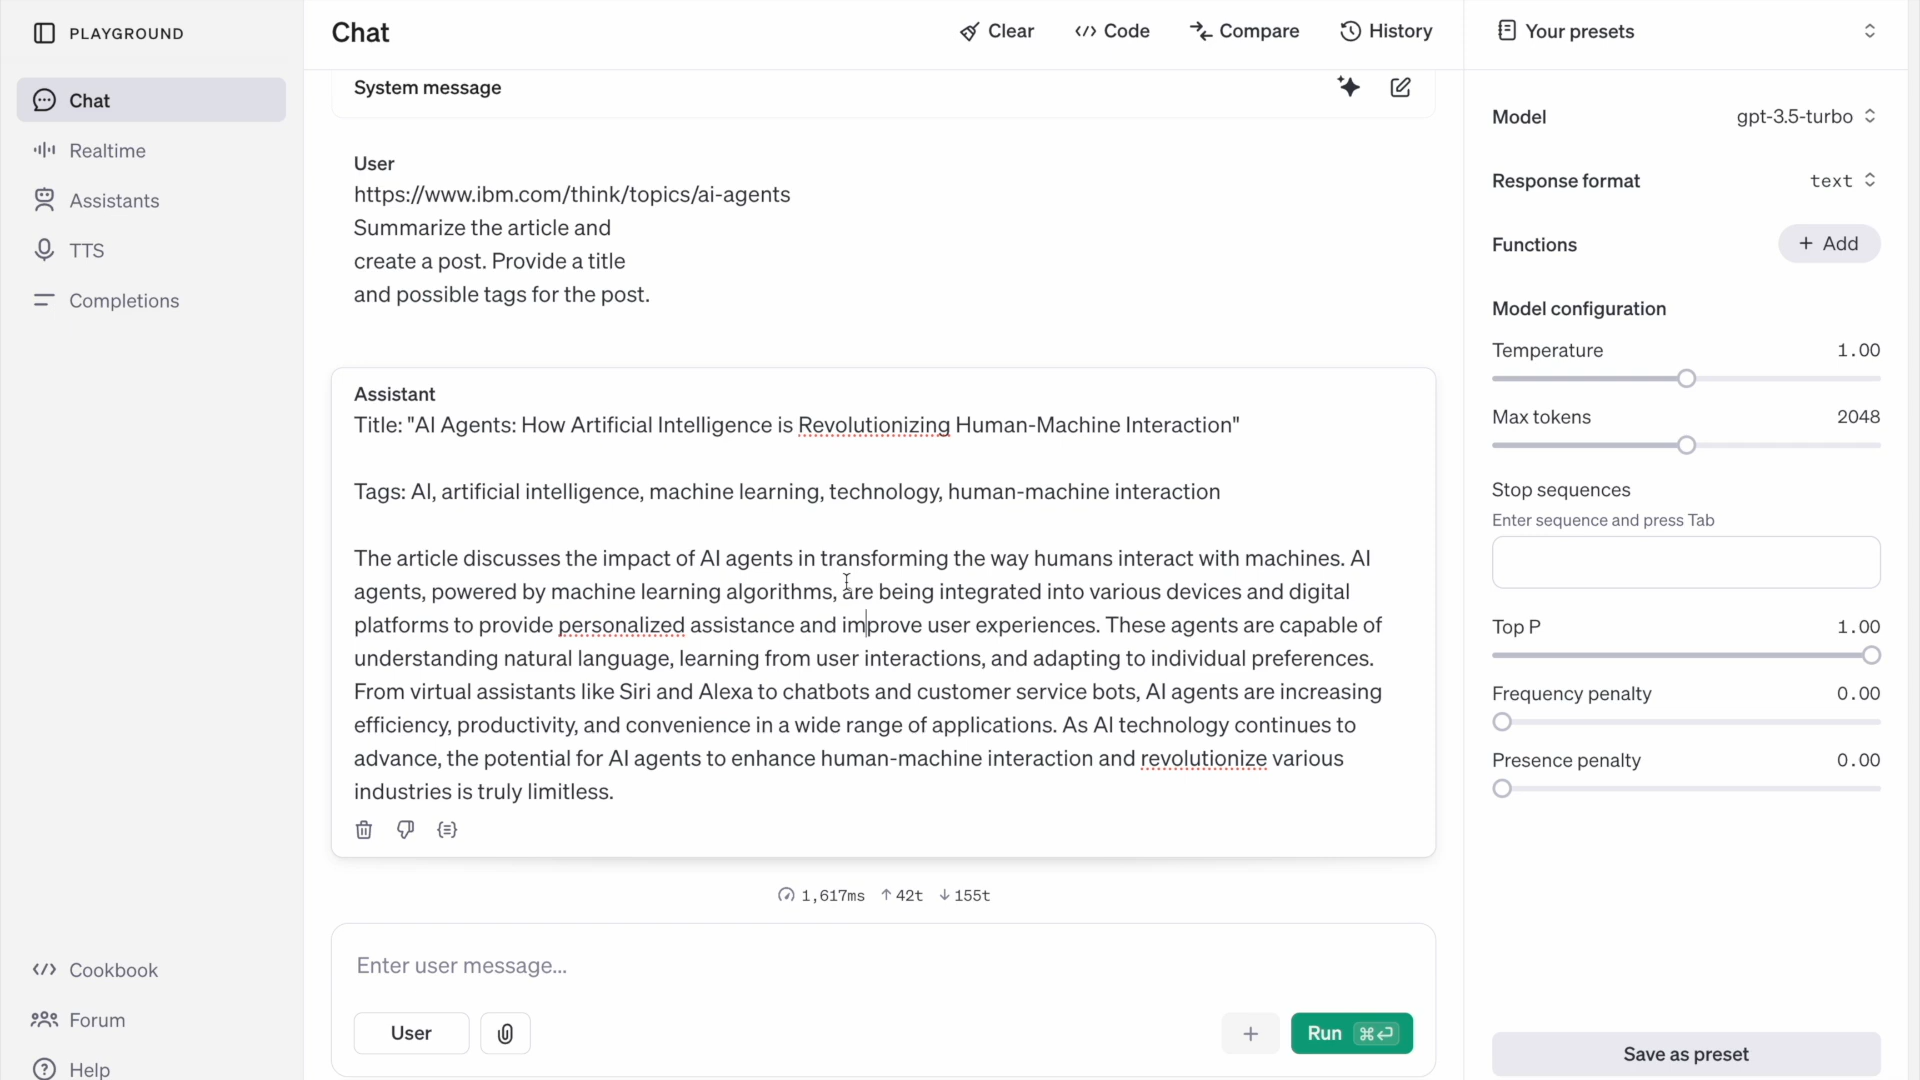 PLAYGROUND
Chat
Realtime
Assistants
TTS
Completions
Cookbook
Forum
Help
Chat
Clear
Code
Compare
History
System message
User
https://www.ibm.com/think/topics/ai-agents
Summarize the article and
create a post. Provide a title
and possible tags for the post.
Assistant
Title: "AI Agents: How Artificial Intelligence is Revolutionizing Human-Machine Interaction"
Tags: AI, artificial intelligence, machine learning, technology, human-machine interaction
The article discusses the impact of AI agents in transforming the way humans interact with machines. AI
agents, powered by machine learning algorithms, are being integrated into various devices and digital
platforms to provide personalized assistance and improve user experiences. These agents are capable of
understanding natural language, learning from user interactions, and adapting to individual preferences.
From virtual assistants like Siri and Alexa to chatbots and customer service bots, AI agents are increasing
efficiency, productivity, and convenience in a wide range of applications. As AI technology continues to
advance, the potential for AI agents to enhance human-machine interaction and revolutionize various
industries is truly limitless.
1,617ms ↑42t ↓155t
Enter user message...
User
Run ⌘↵
Your presets
Model gpt-3.5-turbo
Response format text
Functions + Add
Model configuration
Temperature 1.00
Max tokens 2048
Stop sequences
Enter sequence and press Tab
Top P 1.00
Frequency penalty 0.00
Presence penalty 0.00
Save as preset